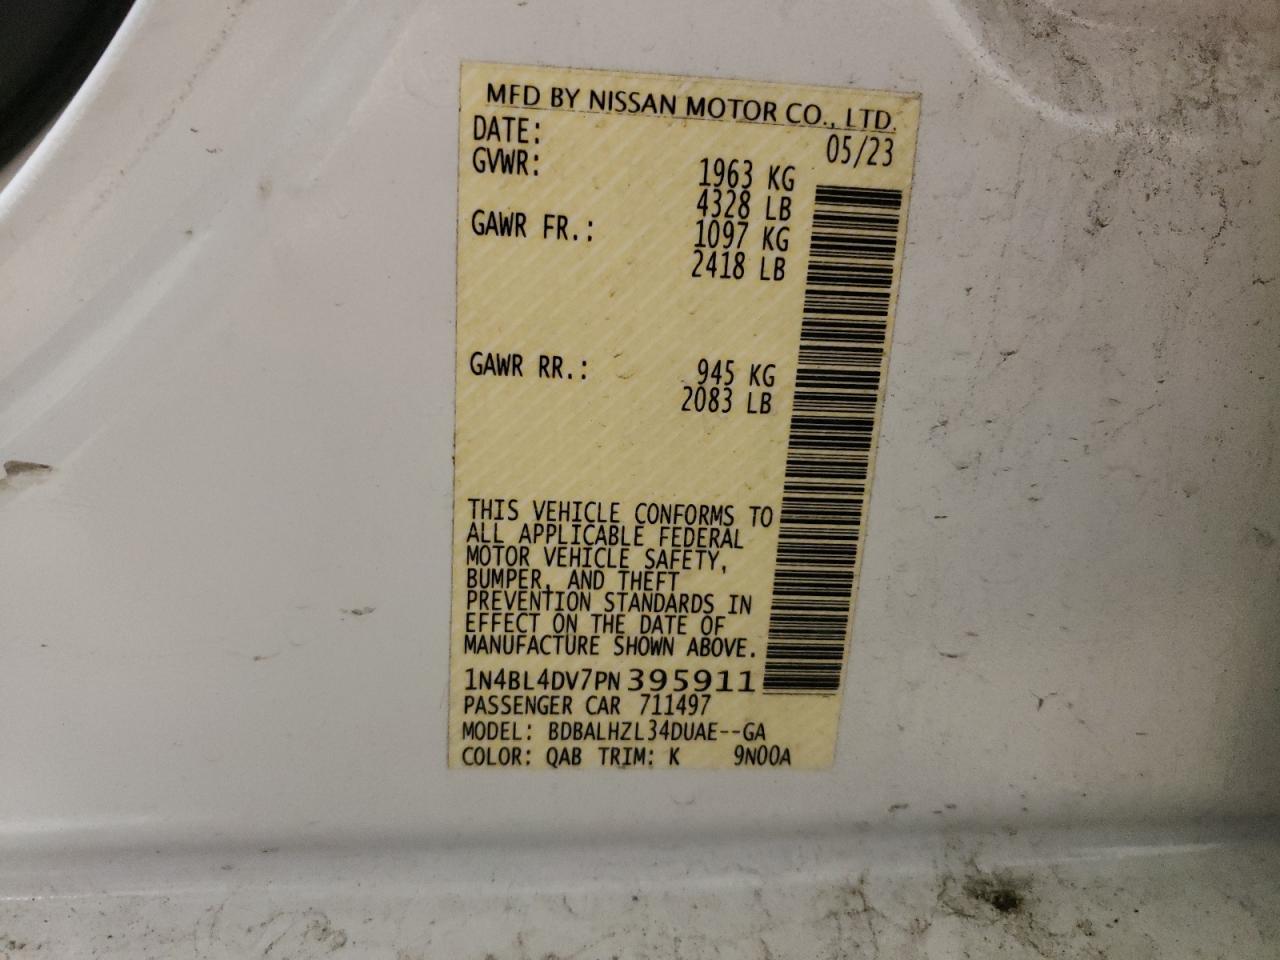 MFD BY NISSAN MOTOR CO., LTD.
DATE: 05/23
GVWR: 1963 KG
4328 LB
GAWR FR.: 1097 KG
2418 LB
GAWR RR.: 945 KG
2083 LB
THIS VEHICLE CONFORMS TO
ALL APPLICABLE FEDERAL
MOTOR VEHICLE SAFETY,
BUMPER, AND THEFT
PREVENTION STANDARDS IN
EFFECT ON THE DATE OF
MANUFACTURE SHOWN ABOVE.
1N4BL4DV7PN395911
PASSENGER CAR 711497
MODEL: BDBALHZL34DUAE--GA
COLOR: QAB TRIM: K 9N00A